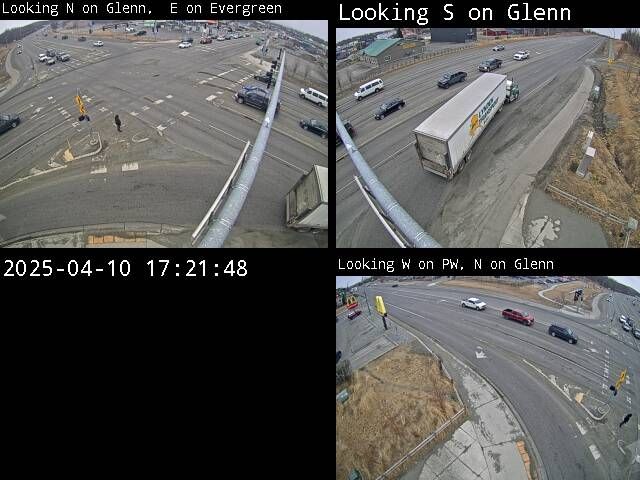 Looking N on Glenn,  E on Evergreen
Looking S on Glenn
2025-04-10 17:21:48
Looking W on PW, N on Glenn